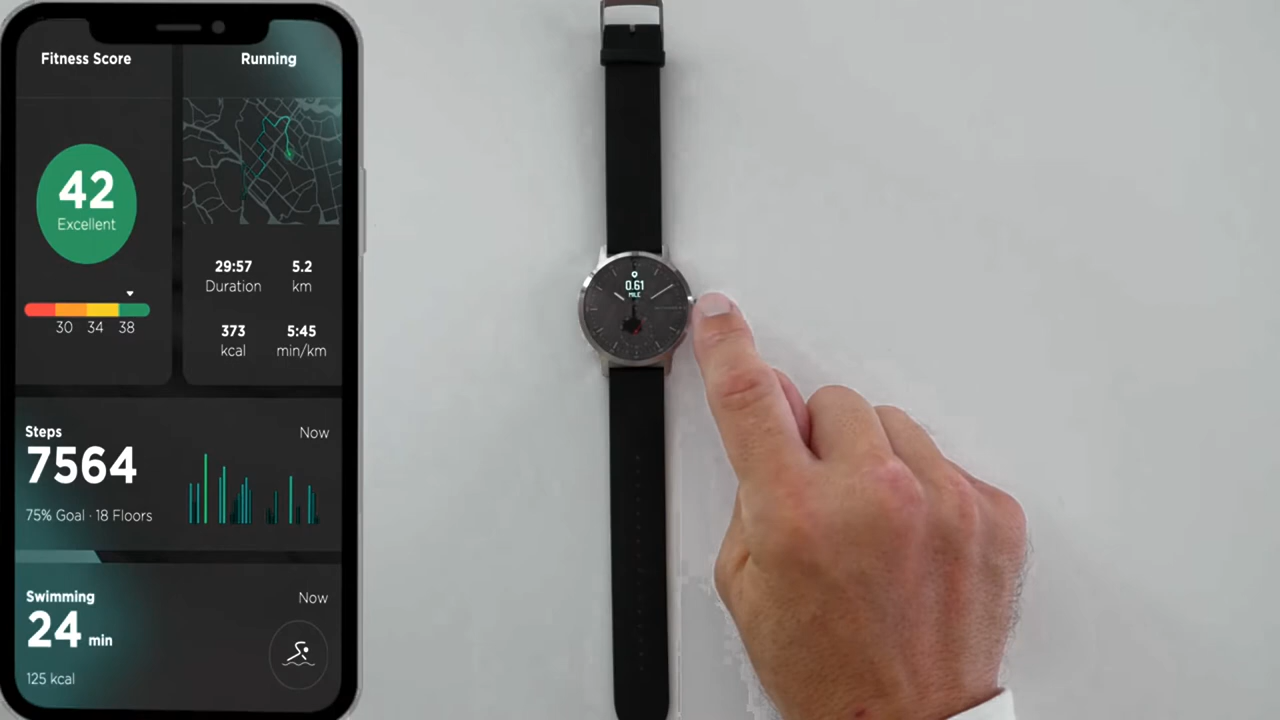 Fitness Score
42
Excellent
30 34 38
Running
29:57 5.2
Duration km
373 5:45
kcal min/km
Steps
Now
7564
75% Goal · 18 Floors
Swimming
Now
24 min
125 kcal
0.61
MILE